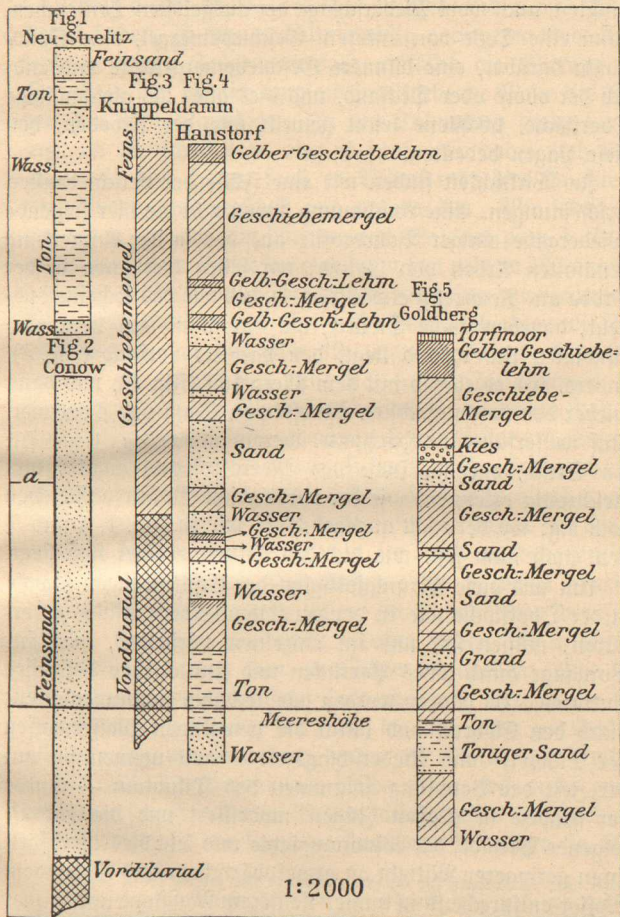 Fig.1
Neu-Strelitz
Feinsand
Ton
Wass.
Ton
Wass.
Fig.2
Conow
a
Feinsand
Vordiluvial
Fig.3
Knüppeldamm
Feins.
Geschiebemergel
Vordiluvial
Fig.4
Hanstorf
Gelber Geschiebelehm
Geschiebemergel
Gelb-Gesch.-Lehm
Gesch.-Mergel
Gelb-Gesch.-Lehm
Wasser
Gesch.-Mergel
Wasser
Gesch.-Mergel
Sand
Gesch.-Mergel
Wasser
Gesch.-Mergel
Wasser
Gesch.-Mergel
Wasser
Gesch.-Mergel
Ton
Meereshöhe
Wasser
Fig.5
Goldberg
Torfmoor
Gelber Geschiebe-
lehm
Geschiebe-
Mergel
Kies
Gesch.-Mergel
Sand
Gesch.-Mergel
Sand
Gesch.-Mergel
Sand
Gesch.-Mergel
Grand
Gesch.-Mergel
Ton
Toniger Sand
Gesch.-Mergel
Wasser
1:2000